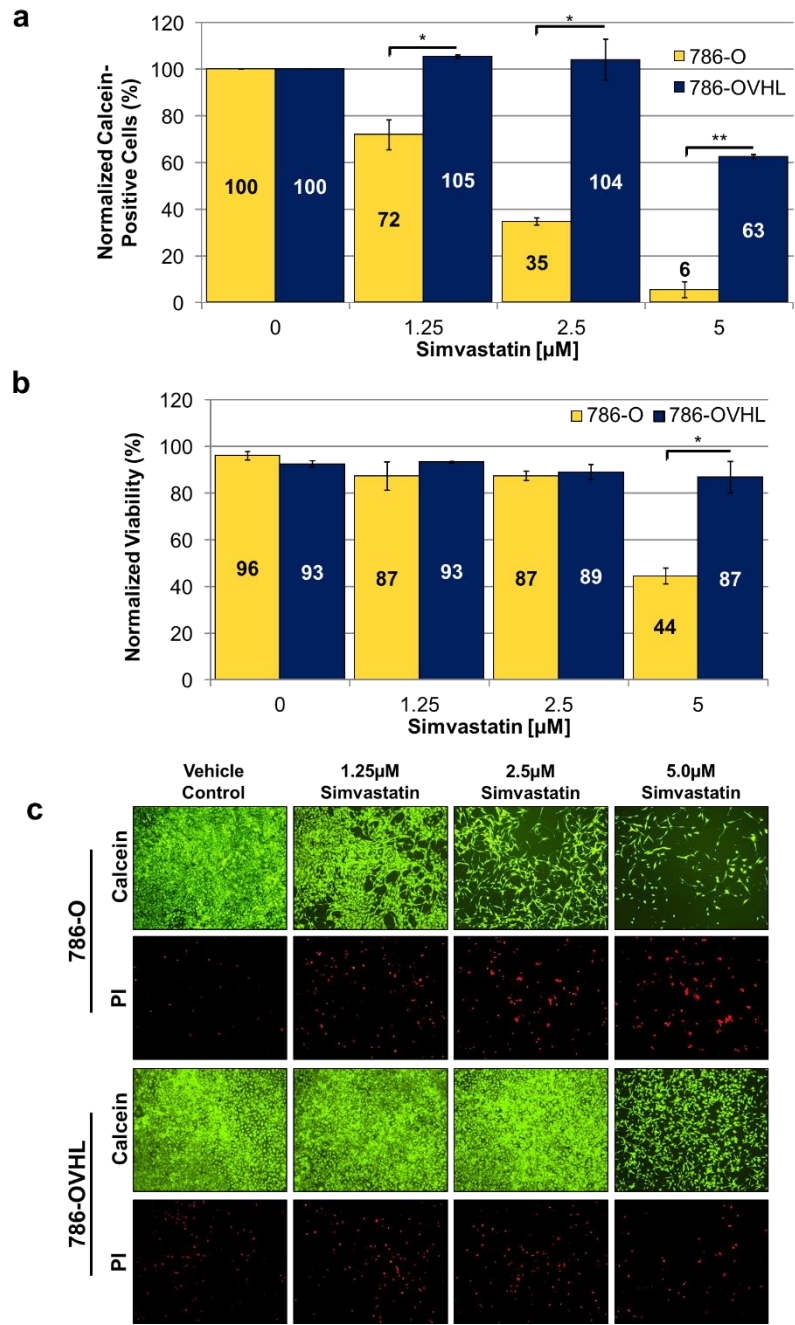 a
Normalized Calcein-
Positive Cells (%)
120
100
80
60
40
20
0
786-O
786-OVHL
*
*
**
100
100
72
105
35
104
6
63
0
1.25
2.5
5
Simvastatin [µM]
b
Normalized Viability (%)
120
100
80
60
40
20
0
786-O
786-OVHL
*
96
93
87
93
87
89
44
87
0
1.25
2.5
5
Simvastatin [µM]
c
Vehicle
Control
1.25µM
Simvastatin
2.5µM
Simvastatin
5.0µM
Simvastatin
786-O
Calcein
PI
786-OVHL
Calcein
PI